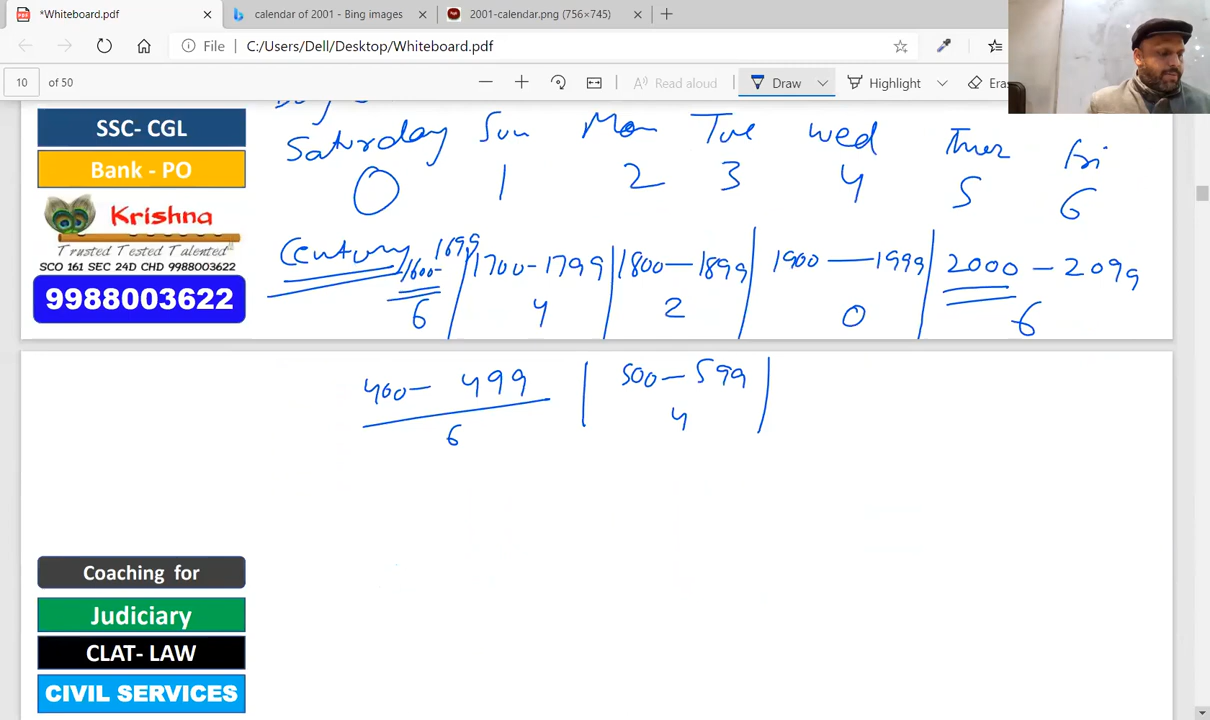 *Whiteboard.pdf
calendar of 2001 - Bing images
2001-calendar.png (756×745)
File C:/Users/Dell/Desktop/Whiteboard.pdf
10 of 50
Read aloud
Draw
Highlight
Eras
SSC- CGL
Bank - PO
Krishna
Trusted Tested Talented
SCO 161 SEC 24D CHD 9988003622
9988003622
Saturday Sun Mon Tue wed Thur Fri
0 1 2 3 4 5 6
Century 1600- 1699 1700-1799 1800-1899 1900-1999 2000-2099
6 4 2 0 6
400- 499 500-599
6 4
Coaching for
Judiciary
CLAT- LAW
CIVIL SERVICES